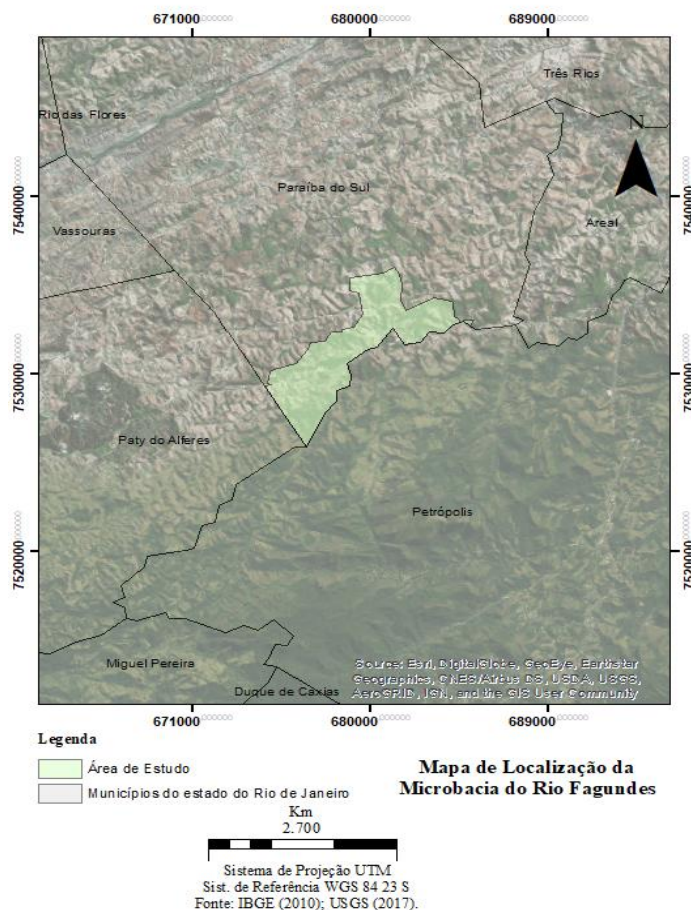 671000 680000 689000
Três Rios
Rio das Flores
N
Paraíba do Sul
7540000 7540000
Areal
Vassouras
7530000 7530000
Paty do Alferes
Petrópolis
7520000 7520000
Miguel Pereira
Source: Esri, DigitalGlobe, GeoEye, Earthstar
Geographics, CNES/Airbus DS, USDA, USGS,
AeroGRID, IGN, and the GIS User Community
Duque de Caxias
671000 680000 689000
Legenda
Área de Estudo
Municípios do estado do Rio de Janeiro
Mapa de Localização da
Microbacia do Rio Fagundes
Km
2.700
Sistema de Projeção UTM
Sist. de Referência WGS 84 23 S
Fonte: IBGE (2010); USGS (2017).